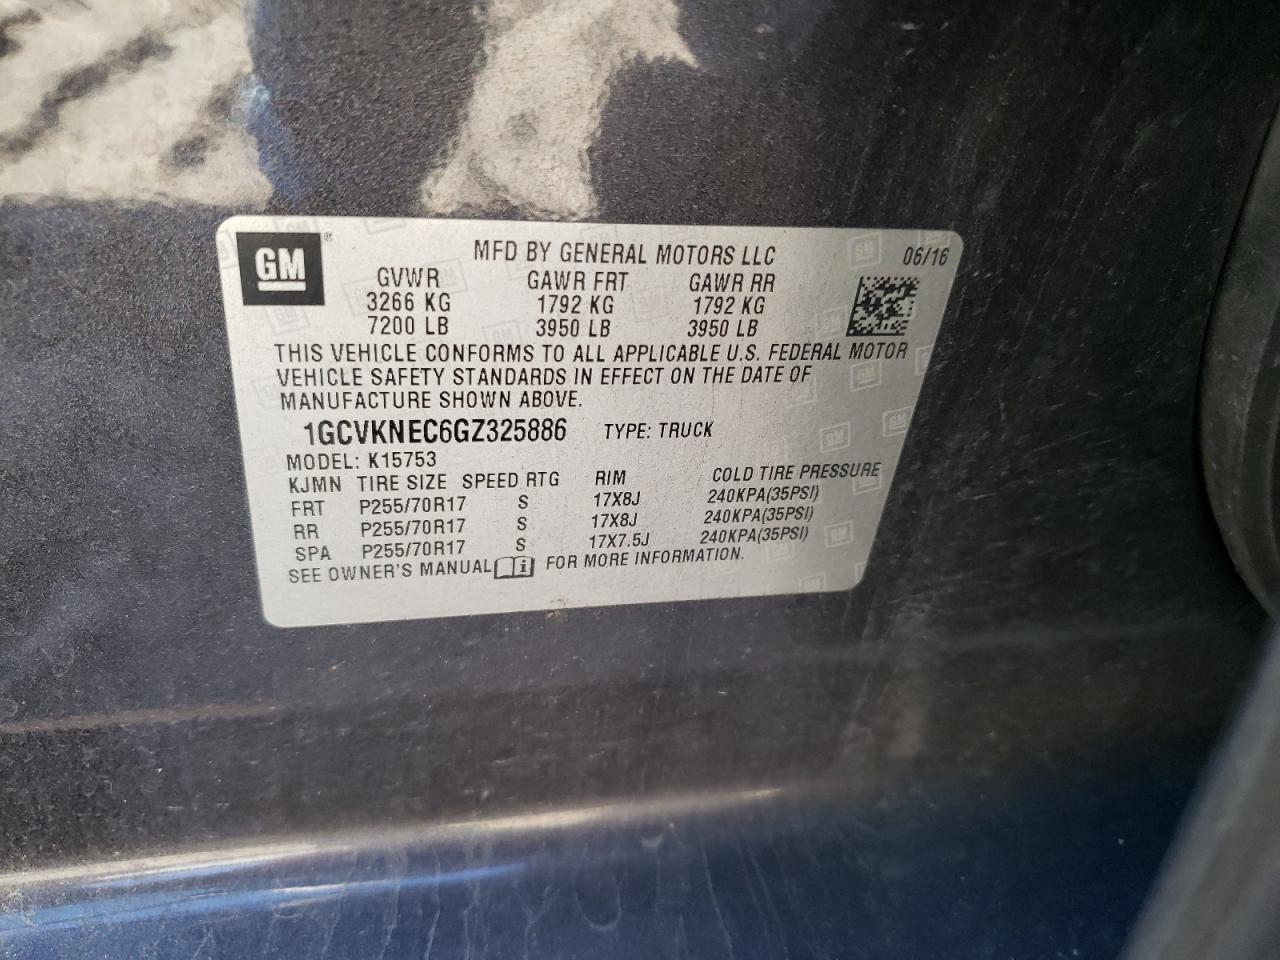 GM ®
MFD BY GENERAL MOTORS LLC 06/16
GVWR GAWR FRT GAWR RR
3266 KG 1792 KG 1792 KG
7200 LB 3950 LB 3950 LB
THIS VEHICLE CONFORMS TO ALL APPLICABLE U.S. FEDERAL MOTOR
VEHICLE SAFETY STANDARDS IN EFFECT ON THE DATE OF
MANUFACTURE SHOWN ABOVE.
1GCVKNEC6GZ325886 TYPE: TRUCK
MODEL: K15753
KJMN TIRE SIZE SPEED RTG RIM COLD TIRE PRESSURE
FRT P255/70R17 S 17X8J 240KPA(35PSI)
RR P255/70R17 S 17X8J 240KPA(35PSI)
SPA P255/70R17 S 17X7.5J 240KPA(35PSI)
SEE OWNER'S MANUAL i FOR MORE INFORMATION.